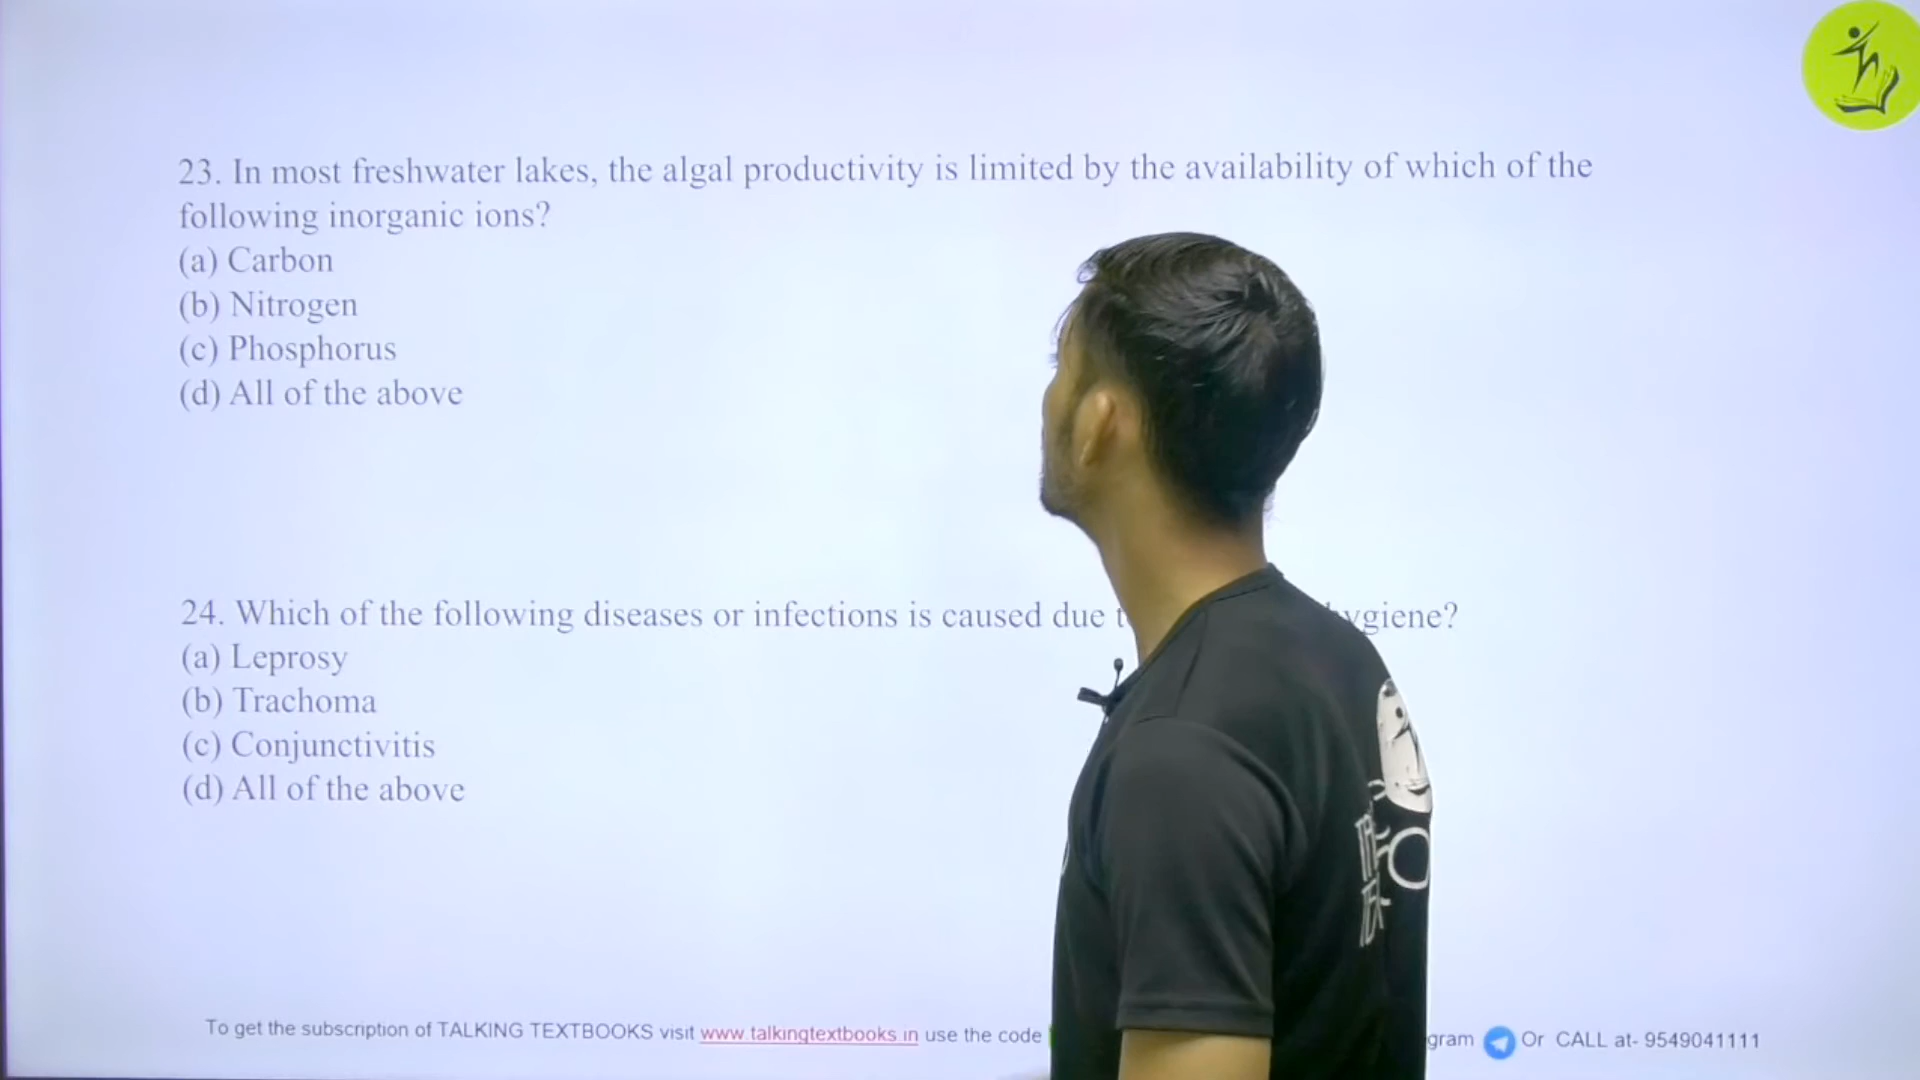 23. In most freshwater lakes, the algal productivity is limited by the availability of which of the
following inorganic ions?
(a) Carbon
(b) Nitrogen
(c) Phosphorus
(d) All of the above
24. Which of the following diseases or infections is caused due
(a) Leprosy
(b) Trachoma
(c) Conjunctivitis
(d) All of the above
To get the subscription of TALKING TEXTBOOKS visit www.talkingtextbooks.in use the code
Or CALL at- 9549041111